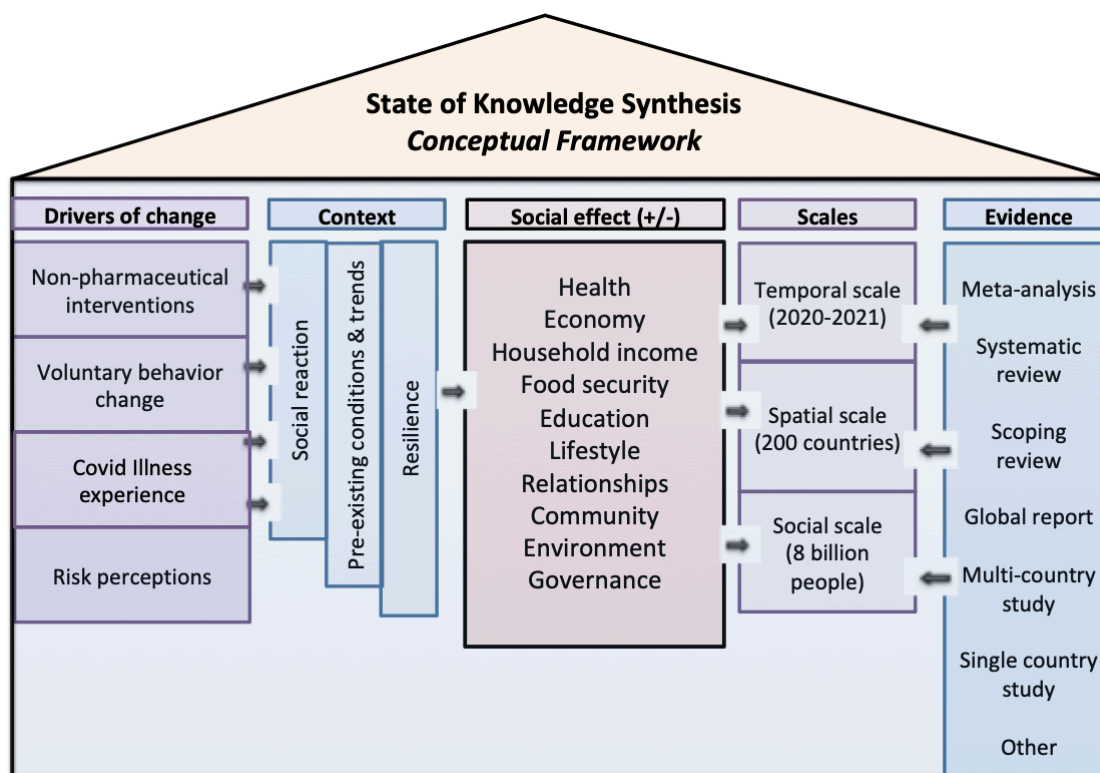 State of Knowledge Synthesis
Conceptual Framework
Drivers of change
Non-pharmaceutical
interventions
Voluntary behavior
change
Covid Illness
experience
Risk perceptions
Context
Social reaction
Pre-existing conditions & trends
Resilience
Social effect (+/-)
Health
Economy
Household income
Food security
Education
Lifestyle
Relationships
Community
Environment
Governance
Scales
Temporal scale
(2020-2021)
Spatial scale
(200 countries)
Social scale
(8 billion
people)
Evidence
Meta-analysis
Systematic
review
Scoping
review
Global report
Multi-country
study
Single country
study
Other